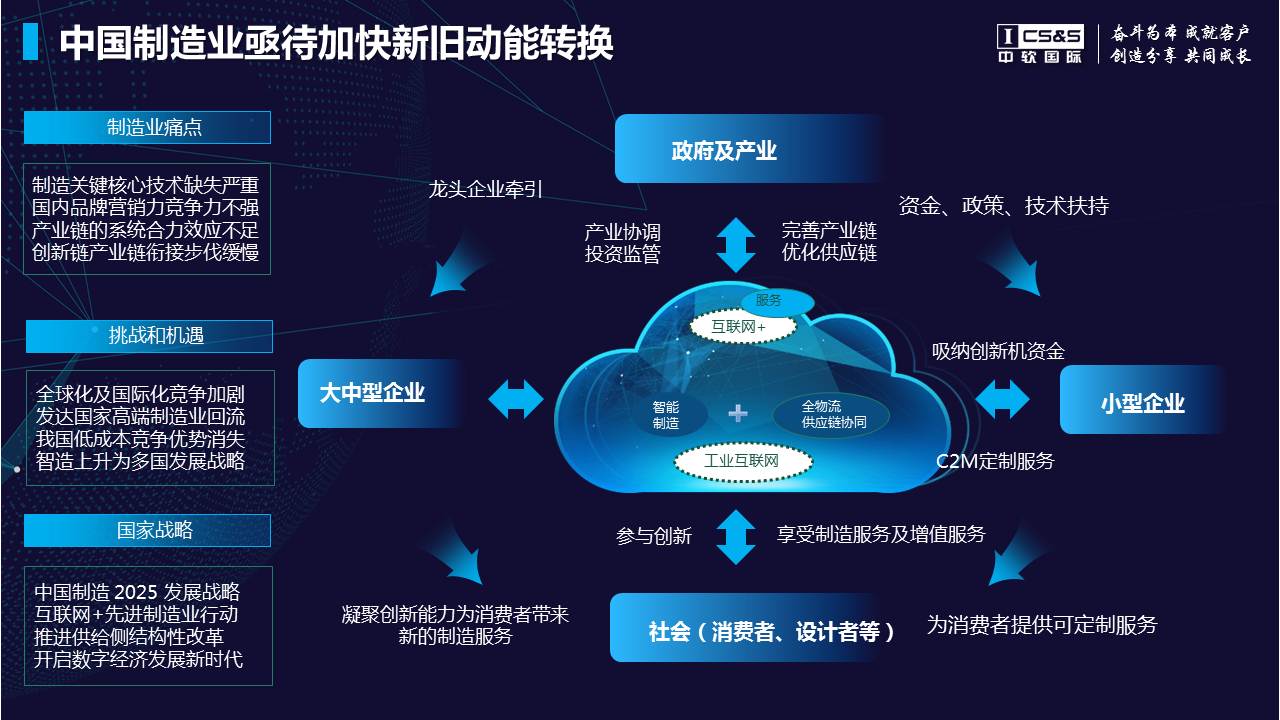 中国制造业亟待加快新旧动能转换
ICS&S
中软国际
奋斗为本 成就客户
创造分享 共同成长
制造业痛点
制造关键核心技术缺失严重
国内品牌营销力竞争力不强
产业链的系统合力效应不足
创新链产业链衔接步伐缓慢
挑战和机遇
全球化及国际化竞争加剧
发达国家高端制造业回流
我国低成本竞争优势消失
智造上升为多国发展战略
国家战略
中国制造 2025 发展战略
互联网+先进制造业行动
推进供给侧结构性改革
开启数字经济发展新时代
政府及产业
龙头企业牵引
资金、政策、技术扶持
产业协调
投资监管
完善产业链
优化供应链
服务
互联网+
吸纳创新机资金
大中型企业
小型企业
智能
制造
全物流
供应链协同
工业互联网
C2M定制服务
参与创新
享受制造服务及增值服务
凝聚创新能力为消费者带来
新的制造服务
社会（消费者、设计者等）
为消费者提供可定制服务